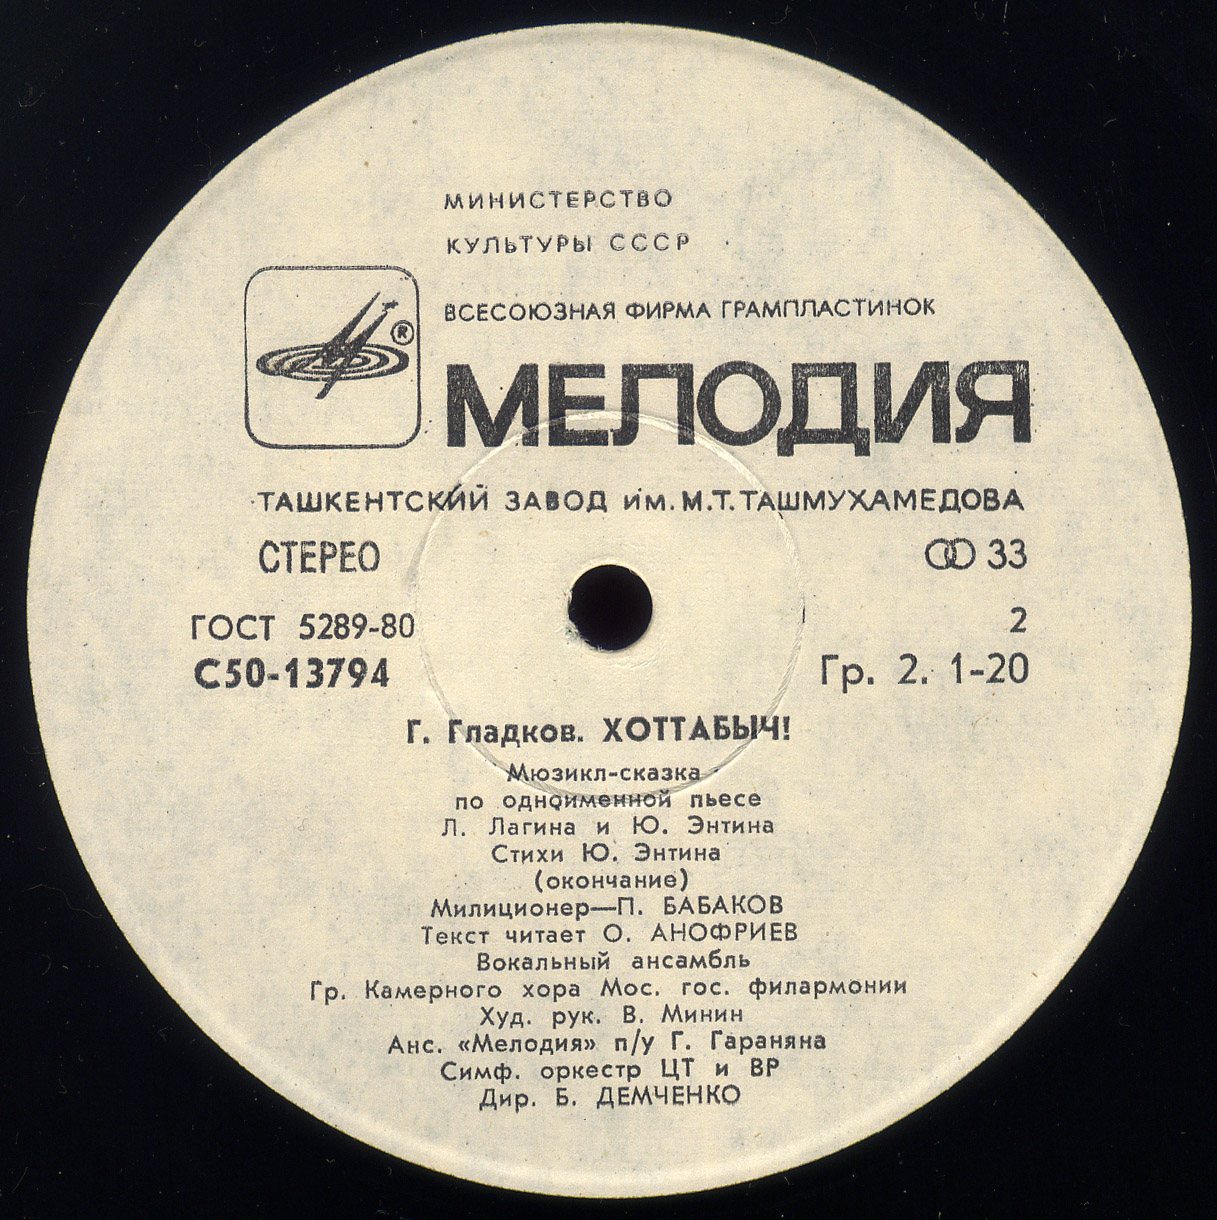 МИНИСТЕРСТВО
КУЛЬТУРЫ СССР
ВСЕСОЮЗНАЯ ФИРМА ГРАМПЛАСТИНОК
®
МЕЛОДИЯ
ТАШКЕНТСКИЙ ЗАВОД им. М.Т. ТАШМУХАМЕДОВА
СТЕРЕО
33
ГОСТ 5289-80
2
С50-13794
Гр. 2. 1-20
Г. Гладков. ХОТТАБЫЧ!
Мюзикл-сказка
по одноименной пьесе
Л. Лагина и Ю. Энтина
Стихи Ю. Энтина
(окончание)
Милиционер—П. БАБАКОВ
Текст читает О. АНОФРИЕВ
Вокальный ансамбль
Гр. Камерного хора Мос. гос. филармонии
Худ. рук. В. Минин
Анс. «Мелодия» п/у Г. Гараняна
Симф. оркестр ЦТ и ВР
Дир. Б. ДЕМЧЕНКО